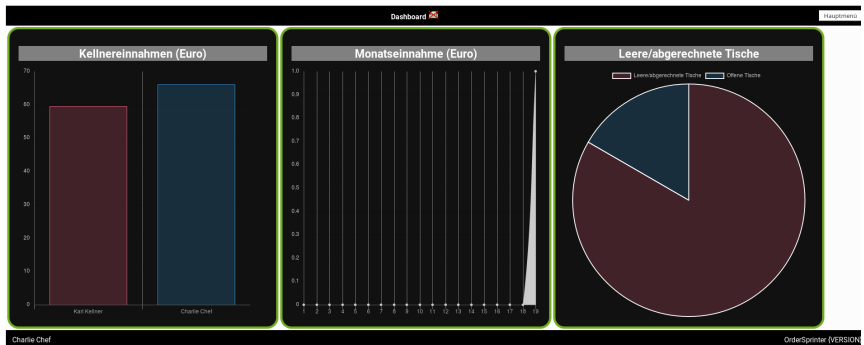 Dashboard
Hauptmenü
Kellnereinnahmen (Euro)
70
60
50
40
30
20
10
0
Karl Kellner
Charlie Chef
Monatseinnahme (Euro)
1.0
0.9
0.8
0.7
0.6
0.5
0.4
0.3
0.2
0.1
0
1 2 3 4 5 6 7 8 9 10 11 12 13 14 15 16 17 18 19
Leere/abgerechnete Tische
Leere/abgerechnete Tische
Offene Tische
Charlie Chef
OrderSprinter {VERSION}